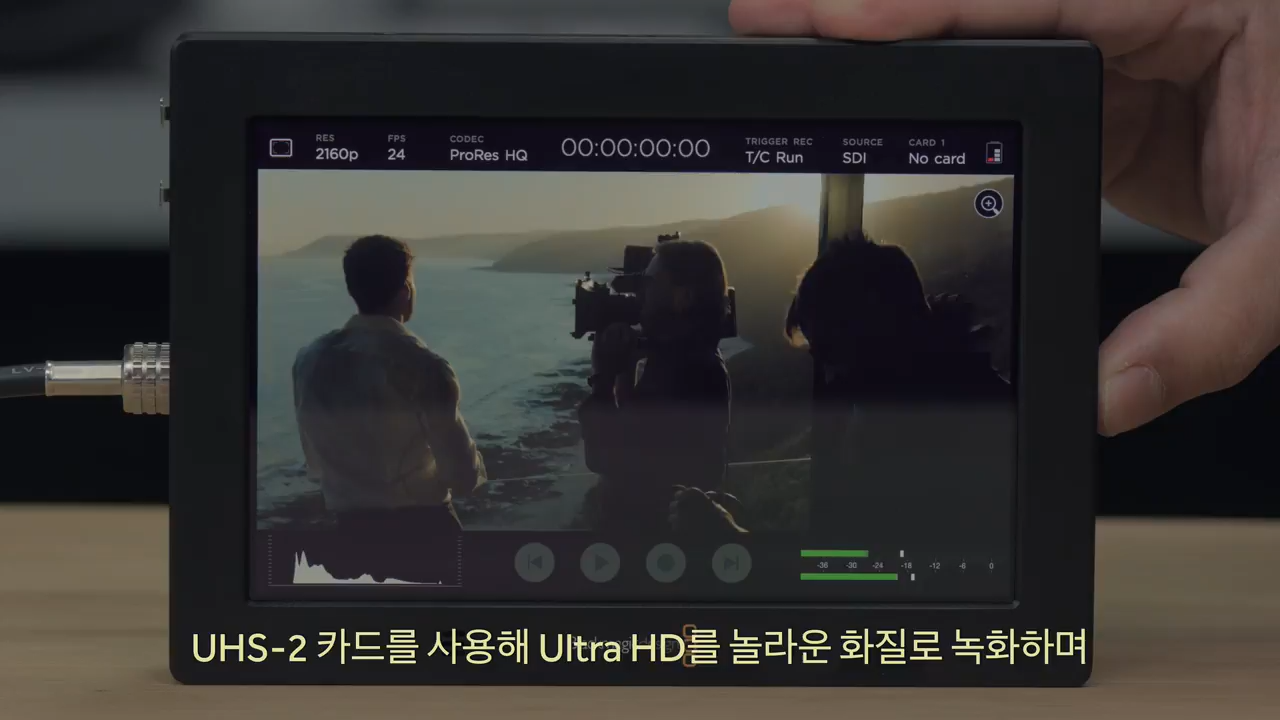 RES FPS CODEC 00:00:00:00 TRIGGER REC SOURCE CARD 1
2160p 24 ProRes HQ T/C Run SDI No card
-36 -30 -24 -18 -12 -6 0
UHS-2 카드를 사용해 Ultra HD를 놀라운 화질로 녹화하며